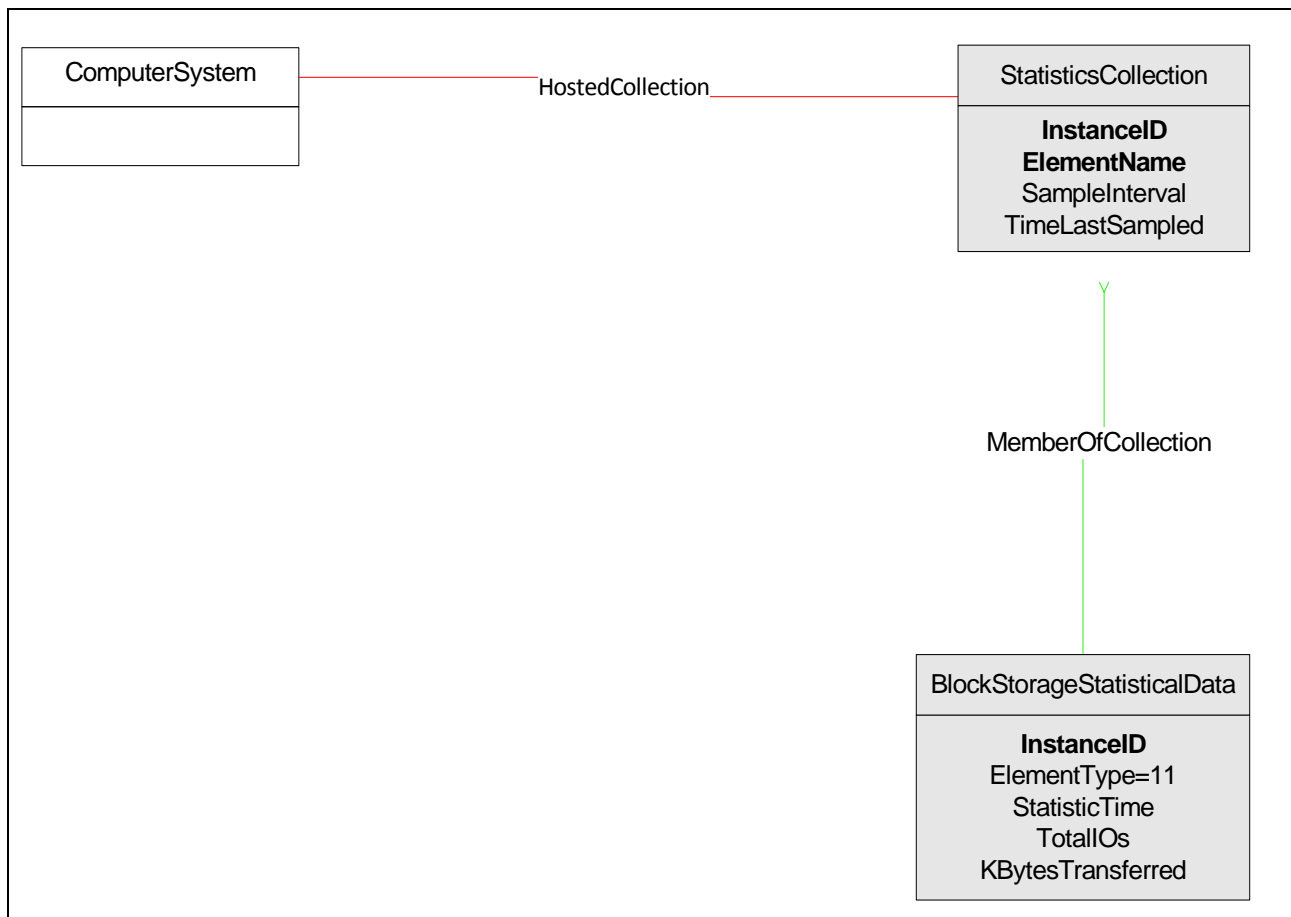 ComputerSystem
HostedCollection
StatisticsCollection
InstanceID
ElementName
SampleInterval
TimeLastSampled
MemberOfCollection
BlockStorageStatisticalData
InstanceID
ElementType=11
StatisticTime
TotalIOs
KBytesTransferred